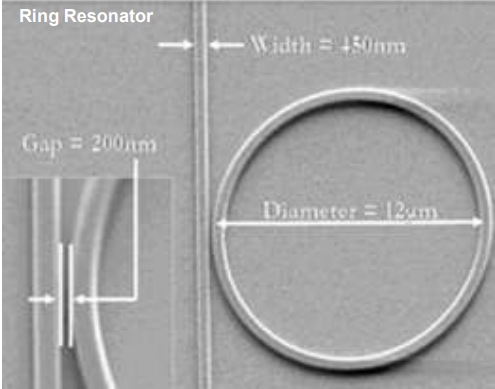 Ring Resonator
Width = 450nm
Gap = 200nm
Diameter = 12µm